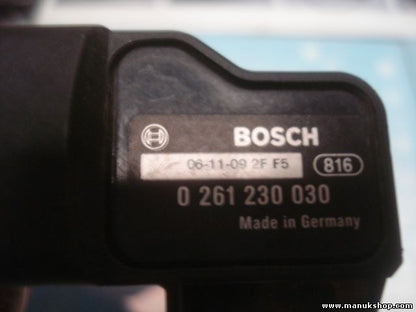 BOSCH
06-11-09 2F F5 816
0 261 230 030
Made in Germany
www.manukshop.com